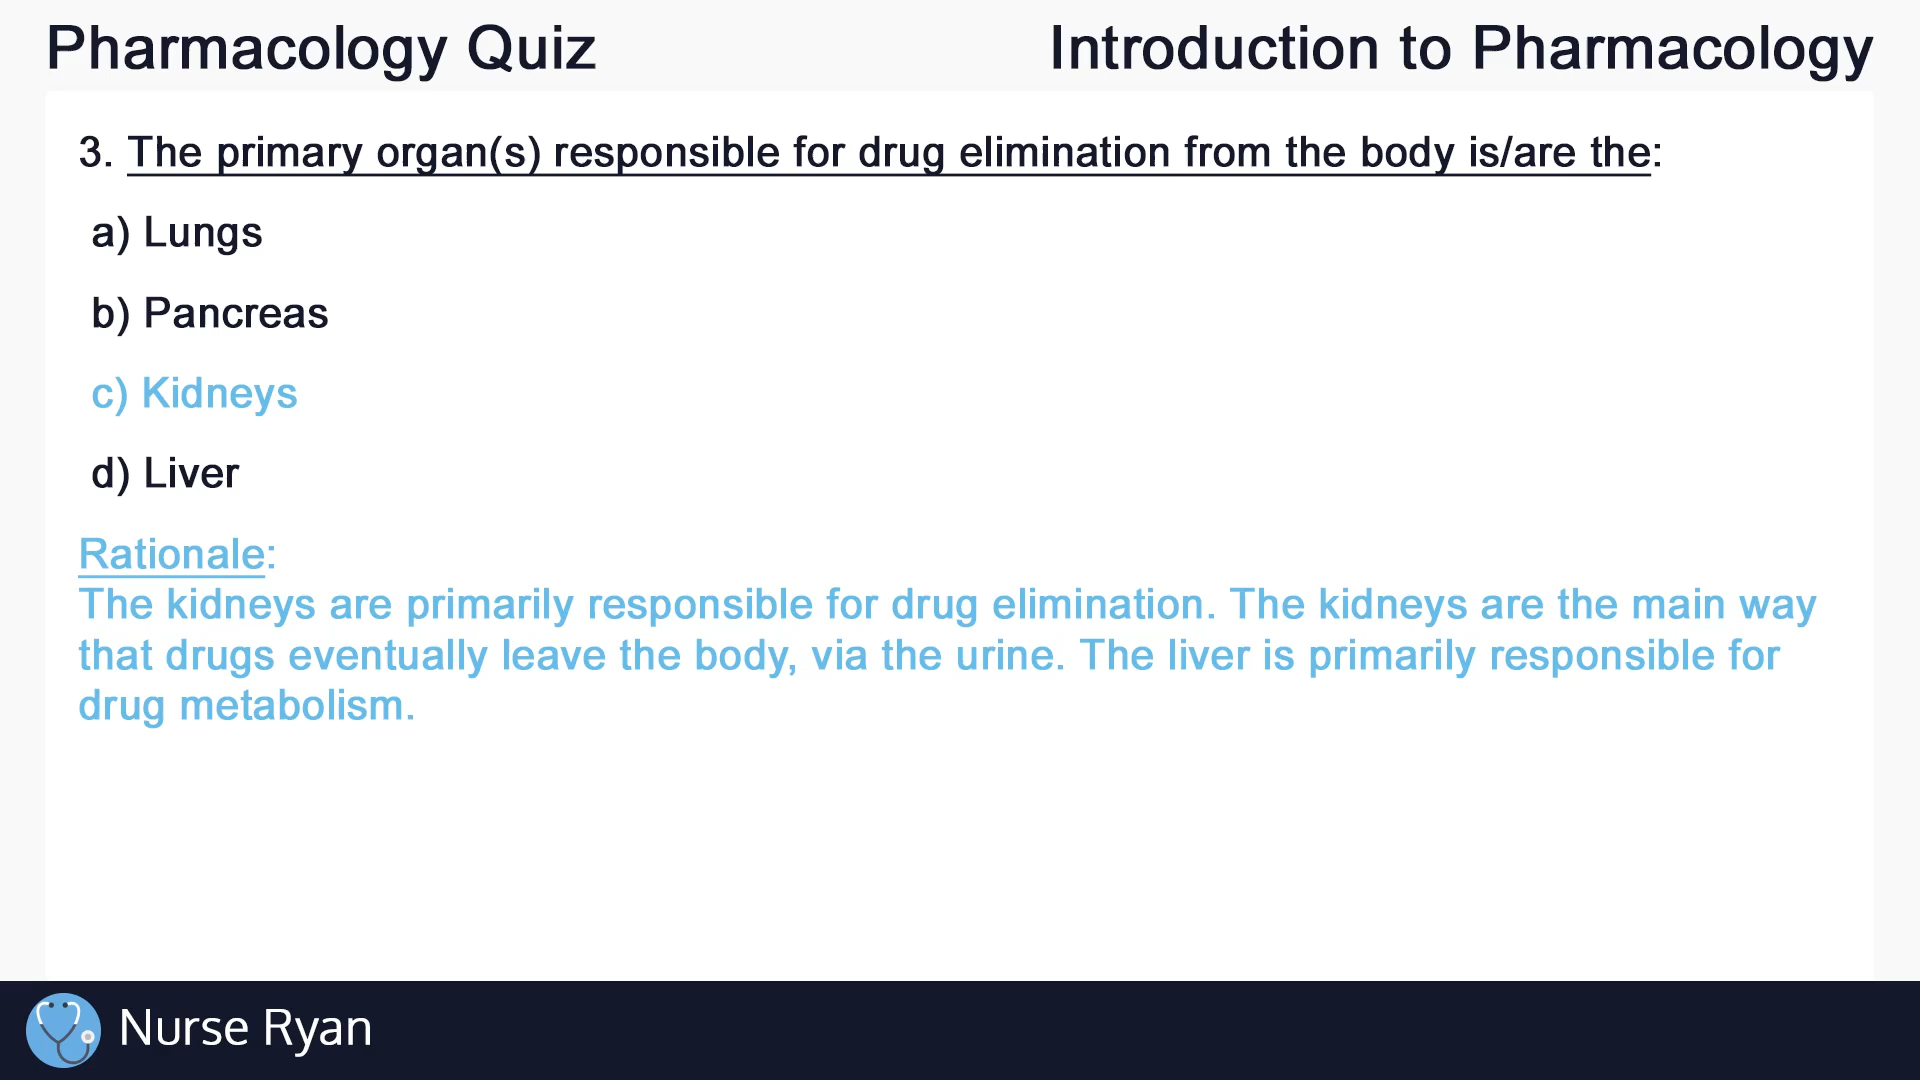 Pharmacology Quiz
Introduction to Pharmacology
3. The primary organ(s) responsible for drug elimination from the body is/are the:
a) Lungs
b) Pancreas
c) Kidneys
d) Liver
Rationale:
The kidneys are primarily responsible for drug elimination. The kidneys are the main way
that drugs eventually leave the body, via the urine. The liver is primarily responsible for
drug metabolism.
Nurse Ryan